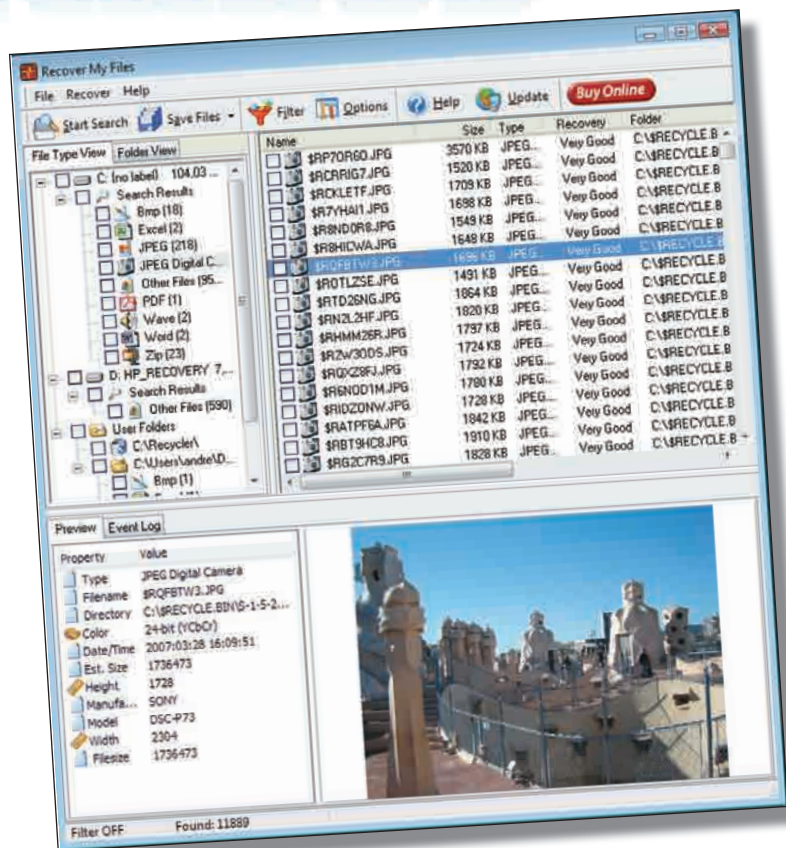 Recover My Files
File Recover Help
Start Search Save Files Filter Options Help Update Buy Online
File Type View Folder View
C: (no label) 104,03 ...
Search Results
Bmp (18)
Excel (2)
JPEG (218)
JPEG Digital C...
Other Files (95...
PDF (1)
Wave (2)
Word (2)
Zip (23)
D: HP_RECOVERY 7,...
Search Results
Other Files (590)
User Folders
C:\Recycler\
C:\Users\andre\D...
Bmp (1)
Name Size Type Recovery Folder
$RP7OR6O.JPG 3570 KB JPEG... Very Good C:\$RECYCLE.B
$RCRRIG7.JPG 1520 KB JPEG... Very Good C:\$RECYCLE.B
$RCKLETF.JPG 1709 KB JPEG... Very Good C:\$RECYCLE.B
$R7YHAI1.JPG 1698 KB JPEG... Very Good C:\$RECYCLE.B
$R8NDOR8.JPG 1549 KB JPEG... Very Good C:\$RECYCLE.B
$R8HICWA.JPG 1648 KB JPEG... Very Good C:\$RECYCLE.B
$RQFBTW3.JPG 1696 KB JPEG... Very Good C:\$RECYCLE.B
$ROTLZSE.JPG 1491 KB JPEG... Very Good C:\$RECYCLE.B
$RTD26NG.JPG 1864 KB JPEG... Very Good C:\$RECYCLE.B
$RN2L2HF.JPG 1820 KB JPEG... Very Good C:\$RECYCLE.B
$RHMM26R.JPG 1797 KB JPEG... Very Good C:\$RECYCLE.B
$RZW3ODS.JPG 1724 KB JPEG... Very Good C:\$RECYCLE.B
$RQXZ8FJ.JPG 1792 KB JPEG... Very Good C:\$RECYCLE.B
$R6NOD1M.JPG 1780 KB JPEG... Very Good C:\$RECYCLE.B
$RIDZONW.JPG 1728 KB JPEG... Very Good C:\$RECYCLE.B
$RATPF6A.JPG 1842 KB JPEG... Very Good C:\$RECYCLE.B
$RBT9HC8.JPG 1910 KB JPEG... Very Good C:\$RECYCLE.B
$RG2C7R9.JPG 1828 KB JPEG... Very Good C:\$RECYCLE.B
Preview Event Log
Property Value
Type JPEG Digital Camera
Filename $RQFBTW3.JPG
Directory C:\$RECYCLE.BIN\S-1-5-2...
Color 24-bit (YCbCr)
Date/Time 2007:03:28 16:09:51
Est. Size 1736473
Height 1728
Manufa... SONY
Model DSC-P73
Width 2304
Filesize 1736473
Filter OFF Found: 11889